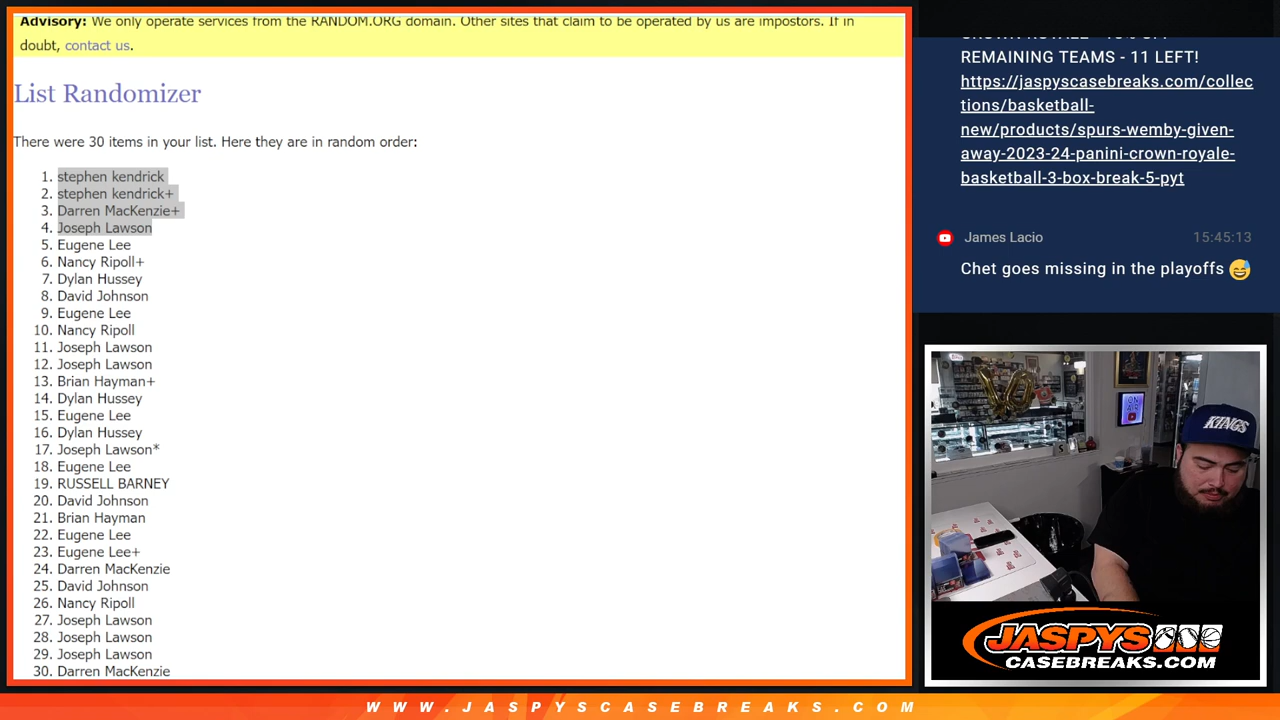 Advisory: We only operate services from the RANDOM.ORG domain. Other sites that claim to be operated by us are impostors. If in
doubt, contact us.
List Randomizer
There were 30 items in your list. Here they are in random order:
1. stephen kendrick
2. stephen kendrick+
3. Darren MacKenzie+
4. Joseph Lawson
5. Eugene Lee
6. Nancy Ripoll+
7. Dylan Hussey
8. David Johnson
9. Eugene Lee
10. Nancy Ripoll
11. Joseph Lawson
12. Joseph Lawson
13. Brian Hayman+
14. Dylan Hussey
15. Eugene Lee
16. Dylan Hussey
17. Joseph Lawson*
18. Eugene Lee
19. RUSSELL BARNEY
20. David Johnson
21. Brian Hayman
22. Eugene Lee
23. Eugene Lee+
24. Darren MacKenzie
25. David Johnson
26. Nancy Ripoll
27. Joseph Lawson
28. Joseph Lawson
29. Joseph Lawson
30. Darren MacKenzie
REMAINING TEAMS - 11 LEFT!
https://jaspyscasebreaks.com/collec
tions/basketball-
new/products/spurs-wemby-given-
away-2023-24-panini-crown-royale-
basketball-3-box-break-5-pyt
James Lacio 15:45:13
Chet goes missing in the playoffs 😅
ON
AIR
KINGS
JASPYS
CASEBREAKS.COM
WWW.JASPYSCASEBREAKS.COM